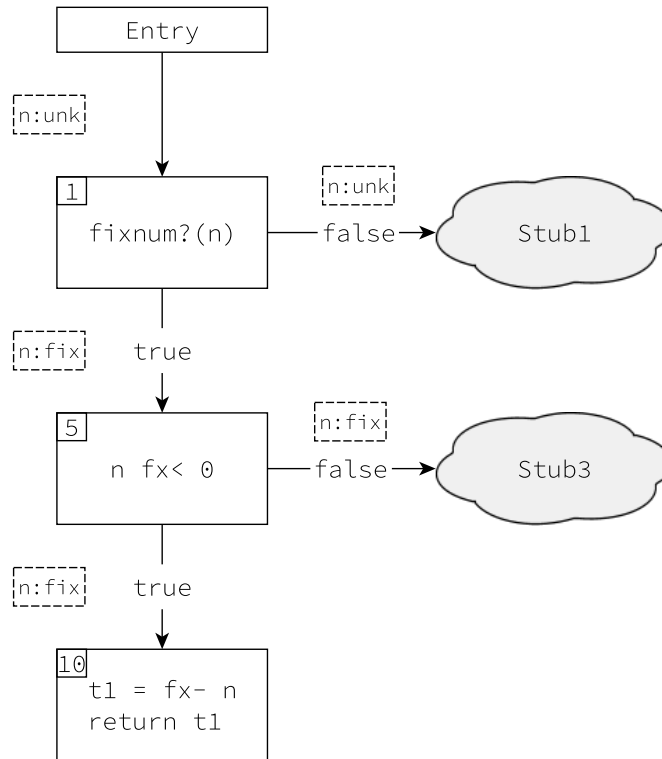 Entry
n:unk
1
fixnum?(n)
n:unk
false
Stub1
n:fix
true
5
n fx< 0
n:fix
false
Stub3
n:fix
true
10
t1 = fx- n
return t1